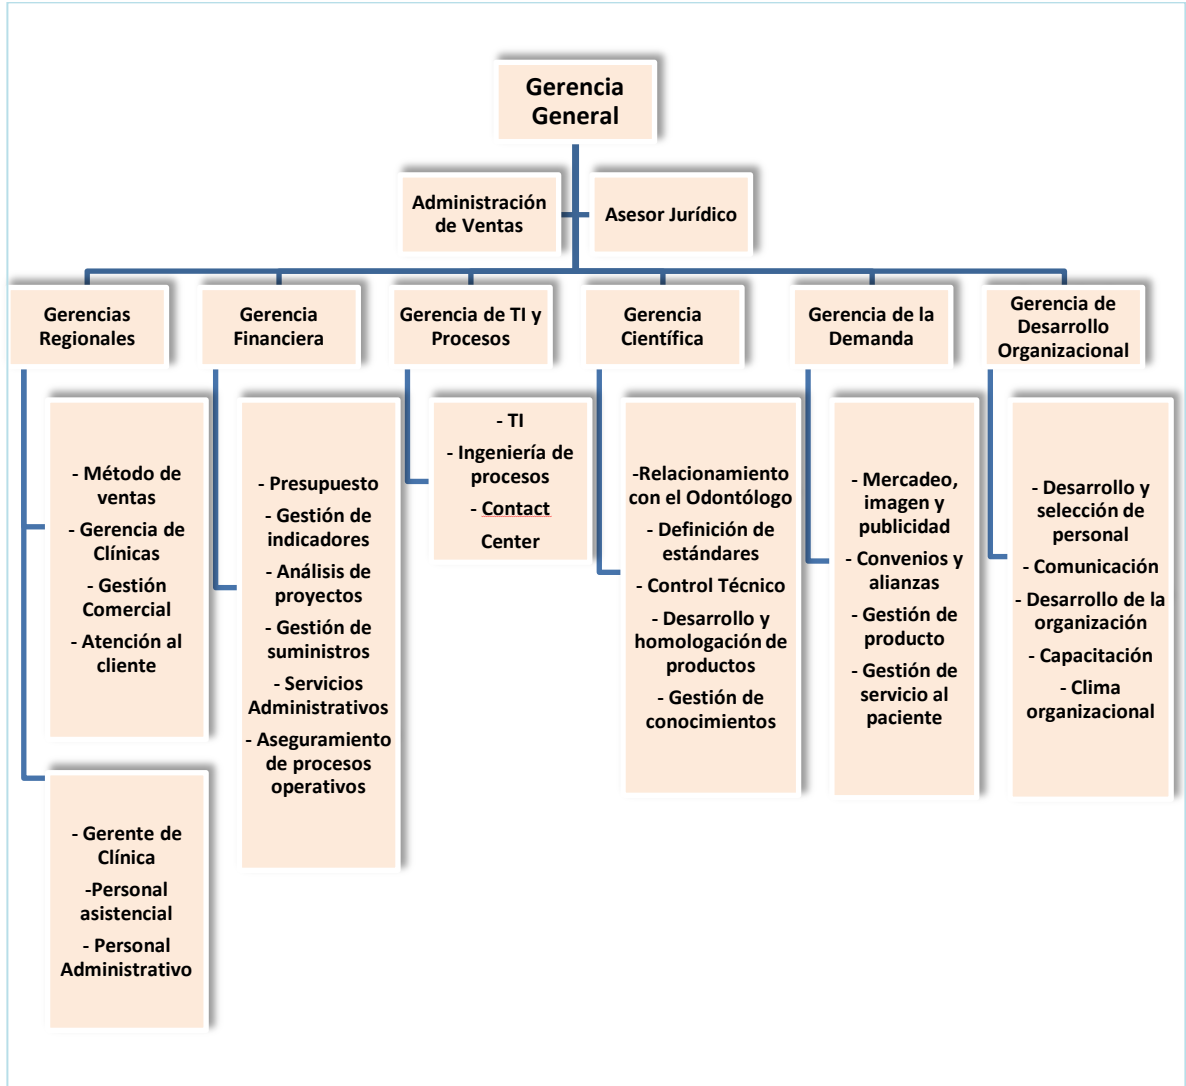 Gerencia
General
Administración
de Ventas
Asesor Jurídico
Gerencias
Regionales
Gerencia
Financiera
Gerencia de TI y
Procesos
Gerencia
Científica
Gerencia de la
Demanda
Gerencia de
Desarrollo
Organizacional
- Método de
ventas
- Gerencia de
Clínicas
- Gestión
Comercial
- Atención al
cliente
- Gerente de
Clínica
-Personal
asistencial
- Personal
Administrativo
- Presupuesto
- Gestión de
indicadores
- Análisis de
proyectos
- Gestión de
suministros
- Servicios
Administrativos
- Aseguramiento
de procesos
operativos
- TI
- Ingeniería de
procesos
- Contact
Center
-Relacionamiento
con el Odontólogo
- Definición de
estándares
- Control Técnico
- Desarrollo y
homologación de
productos
- Gestión de
conocimientos
- Mercadeo,
imagen y
publicidad
- Convenios y
alianzas
- Gestión de
producto
- Gestión de
servicio al
paciente
- Desarrollo y
selección de
personal
- Comunicación
- Desarrollo de la
organización
- Capacitación
- Clima
organizacional